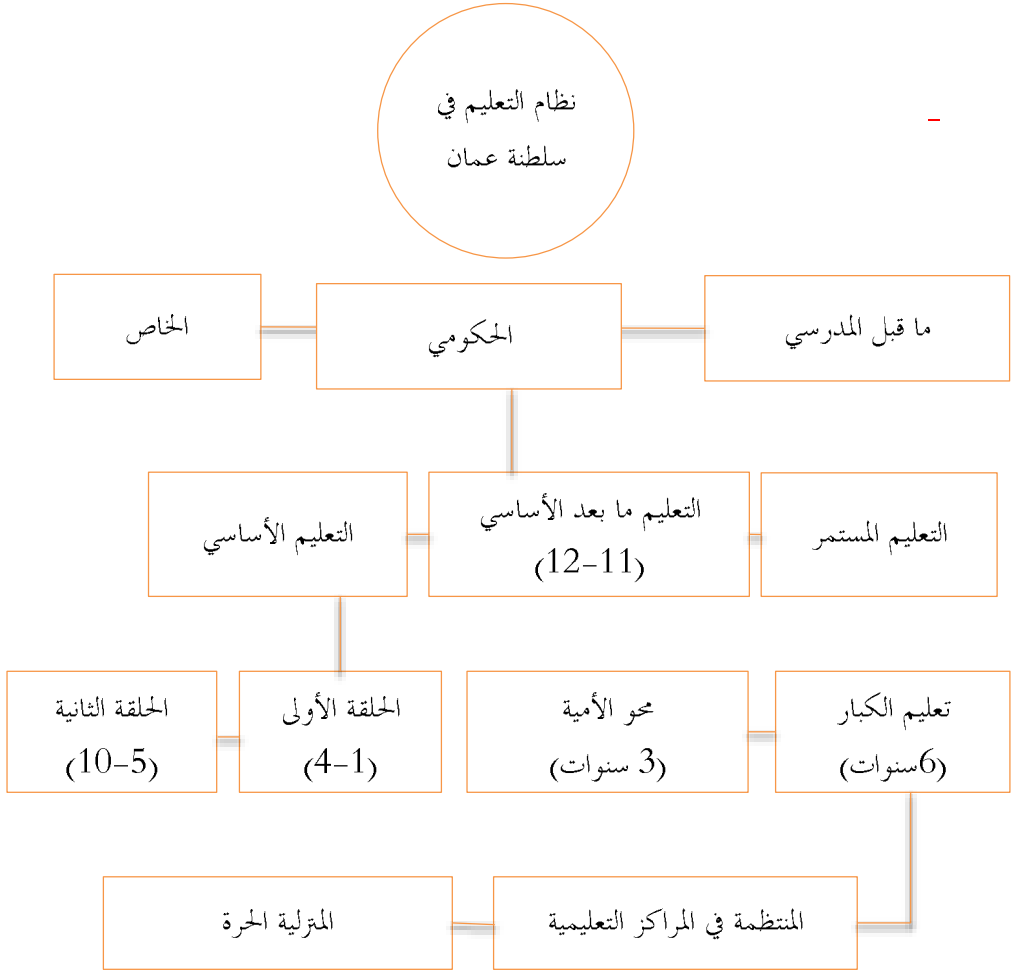 نظام التعليم في
سلطنة عمان
ما قبل المدرسي
الحكومي
الخاص
التعليم المستمر
التعليم ما بعد الأساسي
(11-12)
التعليم الأساسي
تعليم الكبار
(6سنوات)
محو الأمية
(3 سنوات)
الحلقة الأولى
(1-4)
الحلقة الثانية
(5-10)
المنتظمة في المراكز التعليمية
المنزلية الحرة